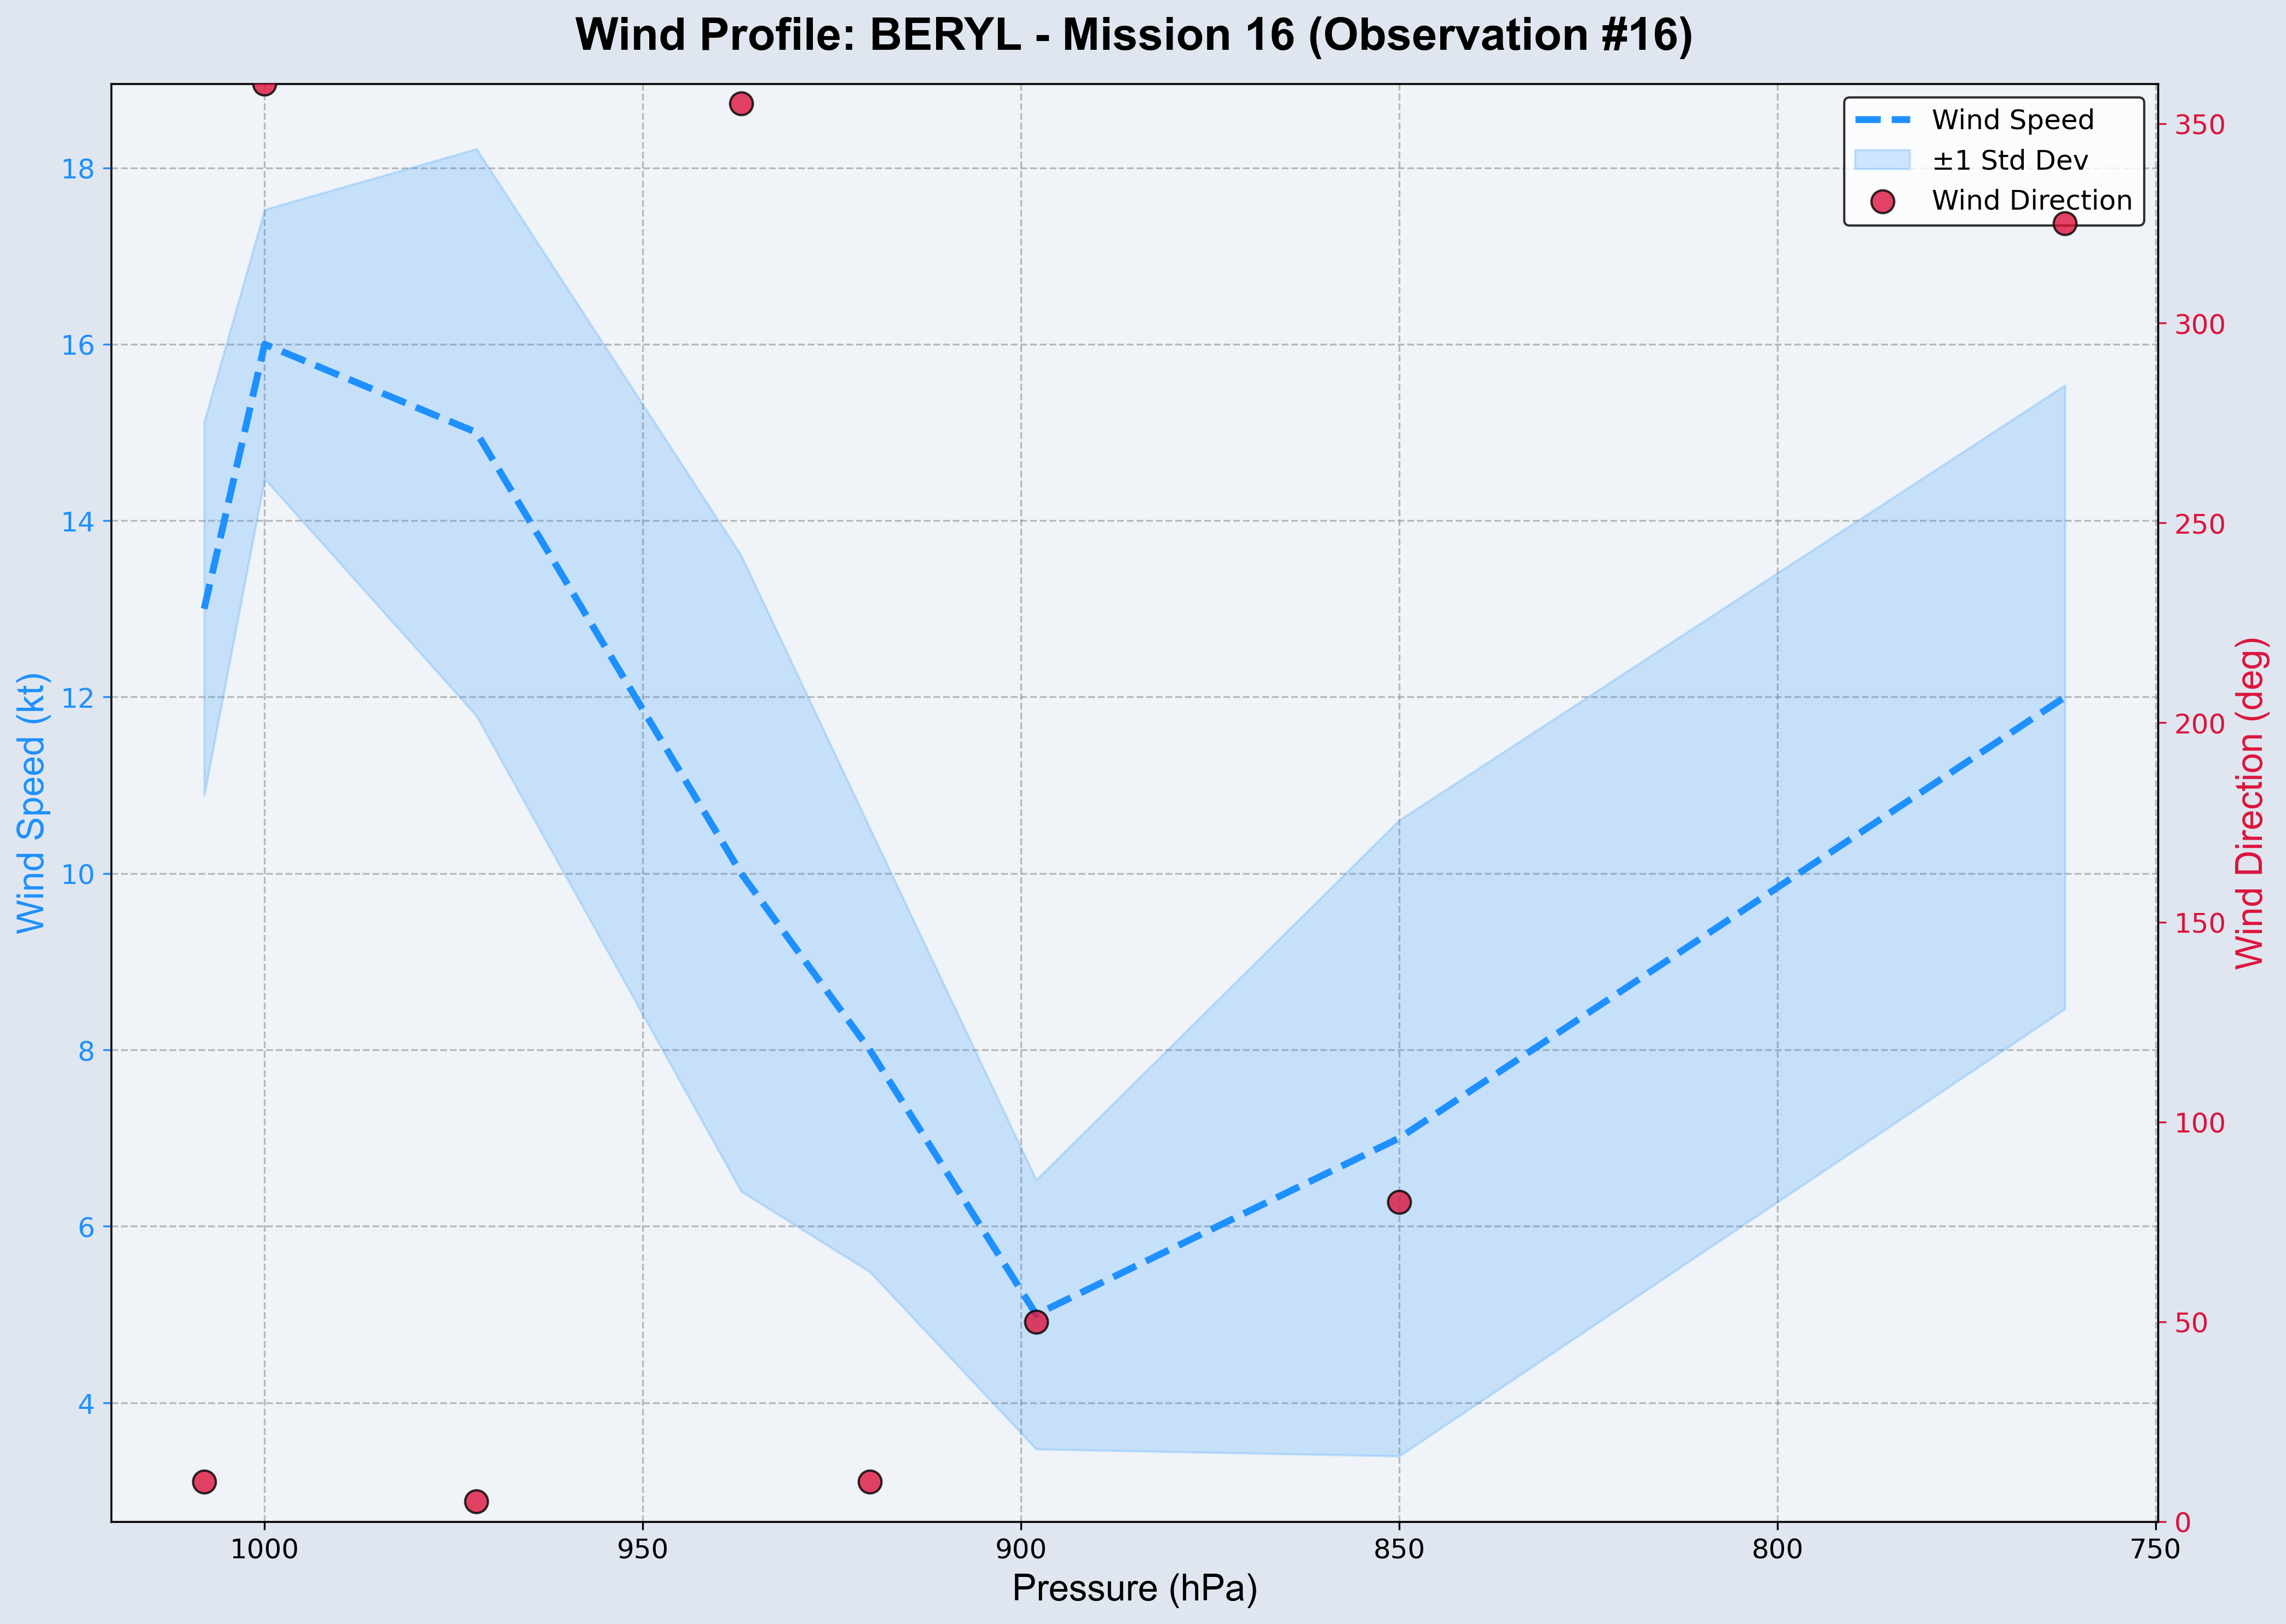 Wind Profile: BERYL - Mission 16 (Observation #16)
Wind Speed
±1 Std Dev
Wind Direction
Wind Speed (kt)
18
16
14
12
10
8
6
4
350
300
250
200
150
100
50
0
Wind Direction (deg)
1000 950 900 850 800 750
Pressure (hPa)